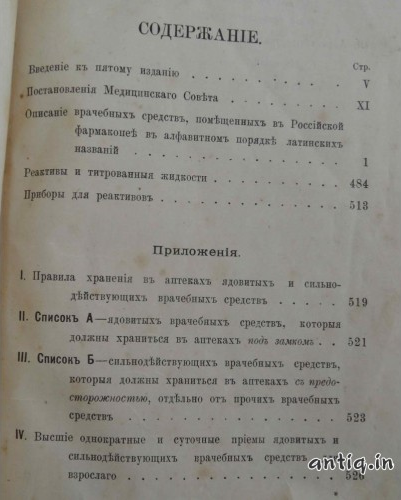 СОДЕРЖАНІЕ.
Стр.
Введеніе къ пятому изданію . . . . . . . . . . V
Постановленія Медицинскаго Совѣта . . . . . . . . XI
Описаніе врачебныхъ средствъ, помѣщенныхъ въ Россійской
фармакопеѣ въ алфавитномъ порядкѣ латинскихъ
названій . . . . . . . . . . 1
Реактивы и титрованныя жидкости . . . . . . . . 484
Приборы для реактивовъ . . . . . . . . . . 513
Приложенія.
I. Правила храненія въ аптекахъ ядовитыхъ и сильно-
дѣйствующихъ врачебныхъ средствъ . . . . . 519
II. Списокъ А—ядовитыхъ врачебныхъ средствъ, которыя
должны храниться въ аптекахъ подъ замкомъ . . 521
III. Списокъ Б—сильнодѣйствующихъ врачебныхъ средствъ,
которыя должны храниться въ аптекахъ съ предо-
сторожностью, отдѣльно отъ прочихъ врачебныхъ
средствъ . . . . . . . . . . 523
IV. Высшіе однократные и суточные пріемы ядовитыхъ и
сильнодѣйствующихъ врачебныхъ средствъ
взрослаго . . . . . . . . . . 526
antiq.in